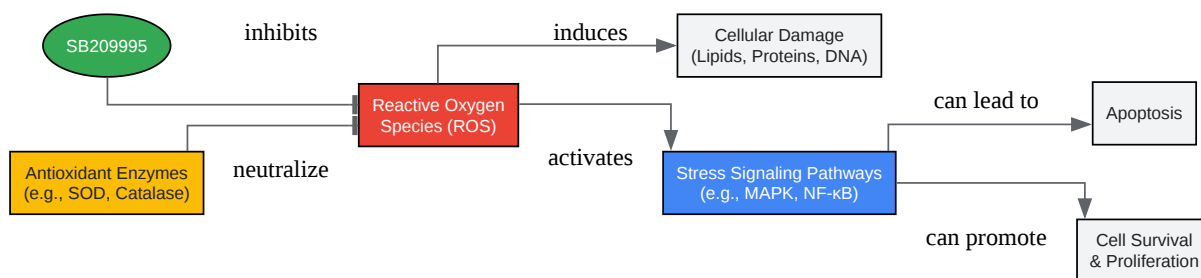 SB209995
inhibits
induces
Cellular Damage
(Lipids, Proteins, DNA)
Reactive Oxygen
Species (ROS)
can lead to
Apoptosis
Antioxidant Enzymes
(e.g., SOD, Catalase)
neutralize
activates
Stress Signaling Pathways
(e.g., MAPK, NF-κB)
can promote
Cell Survival
& Proliferation